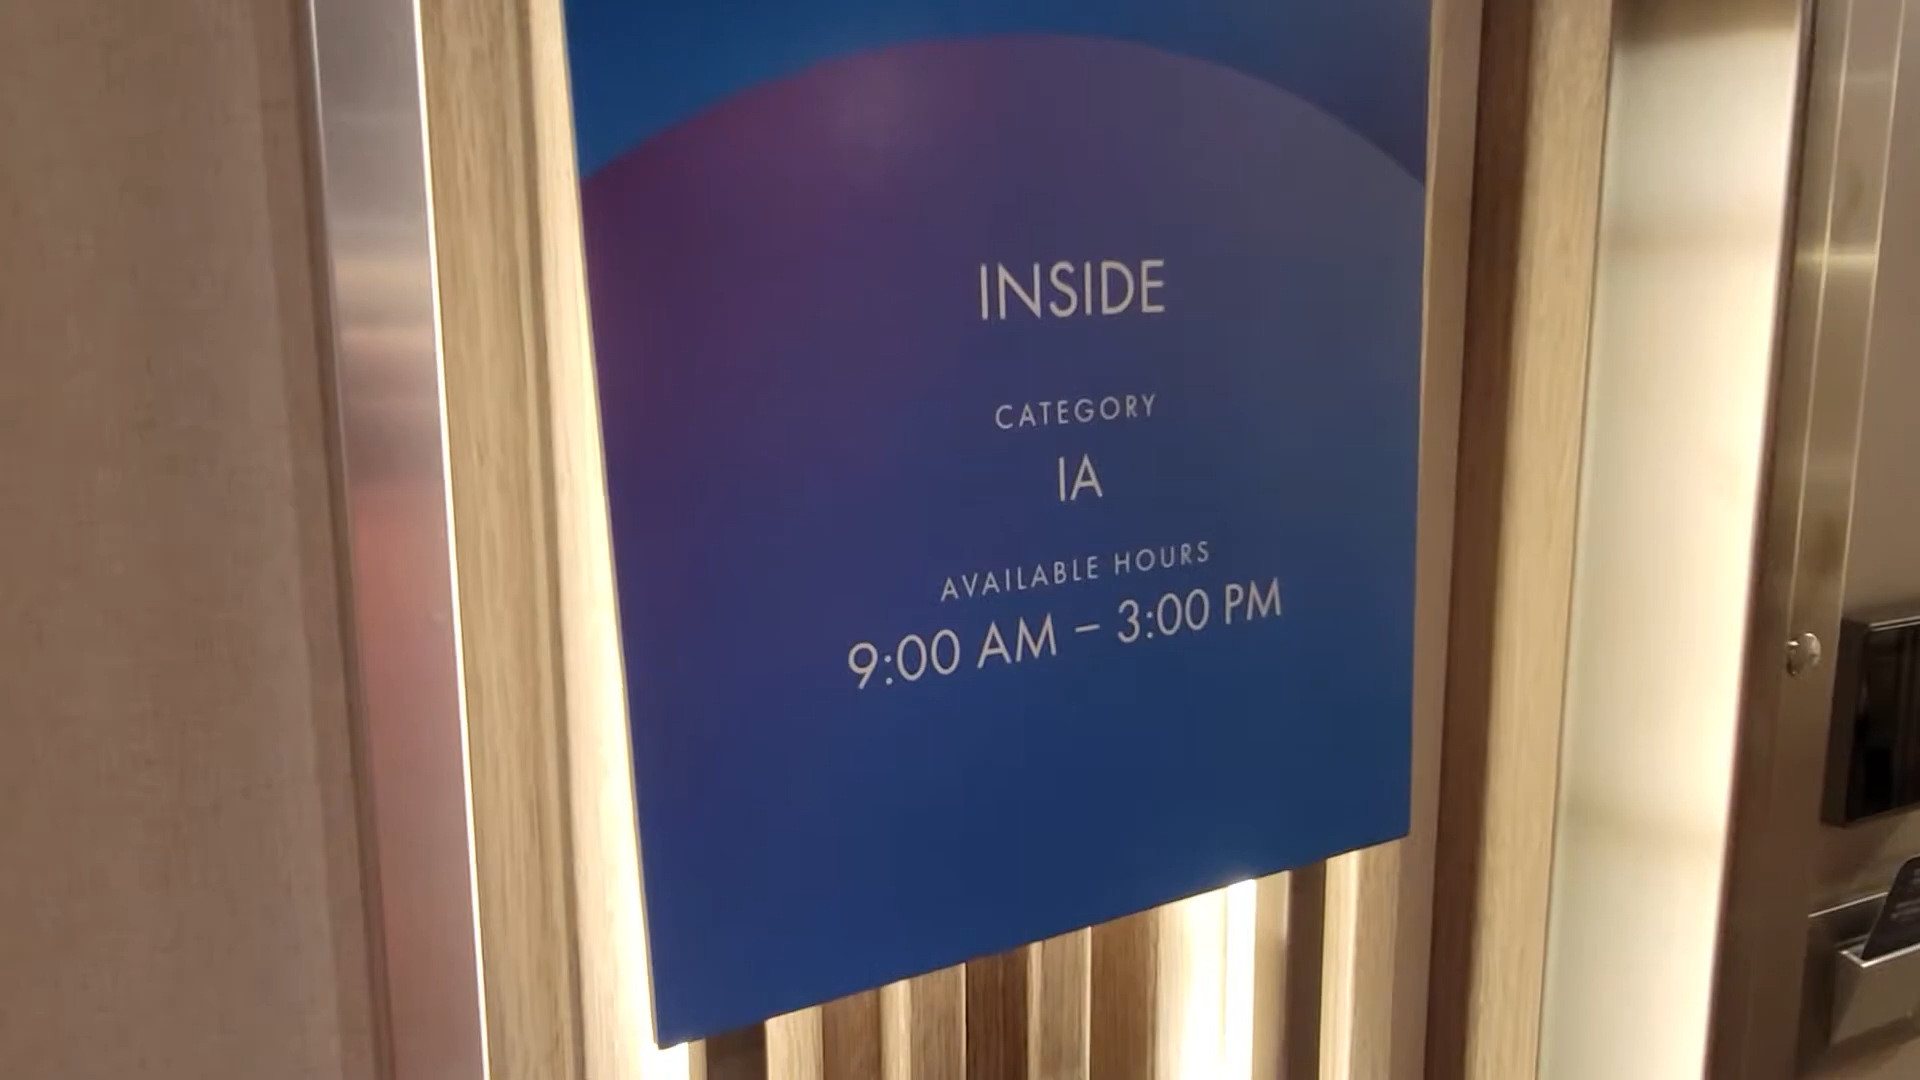 INSIDE
CATEGORY
IA
AVAILABLE HOURS
9:00 AM – 3:00 PM